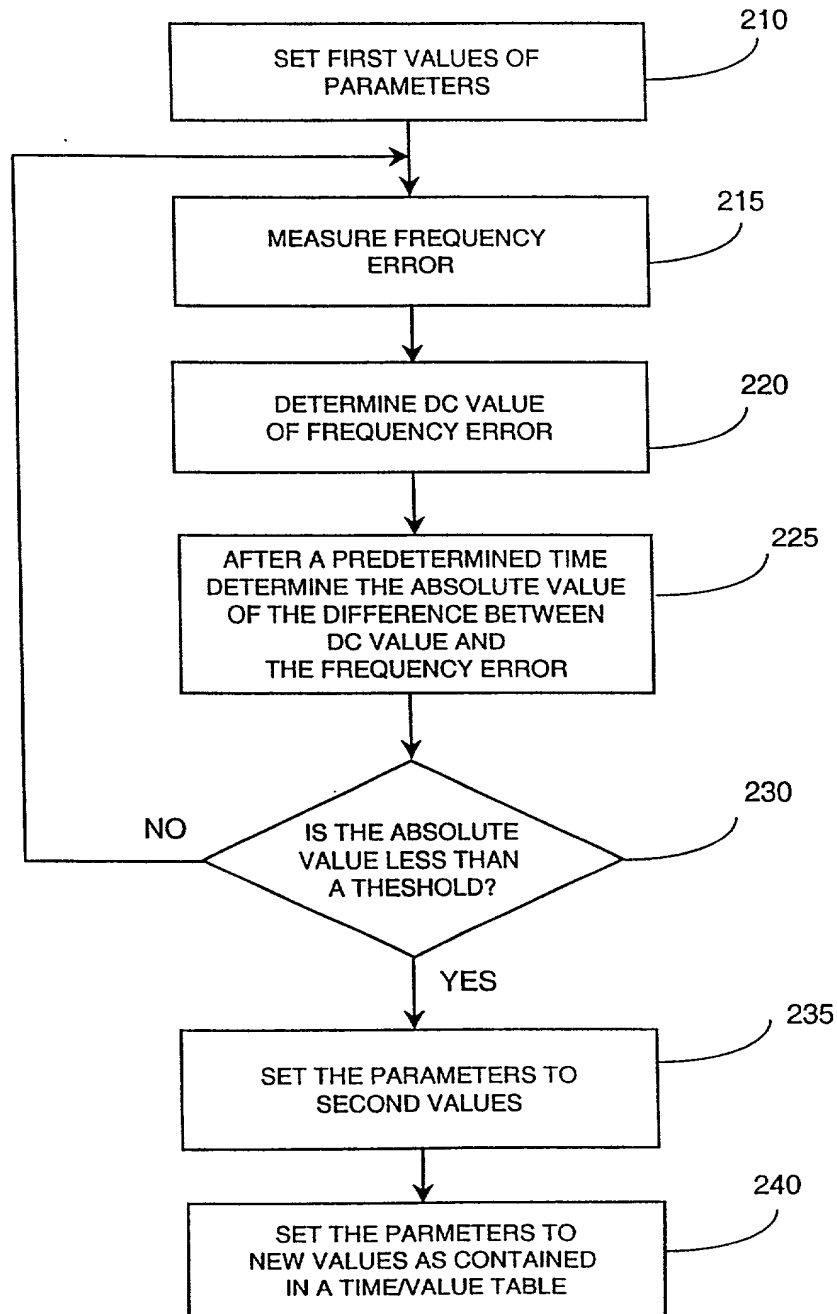 210
SET FIRST VALUES OF
PARAMETERS
215
MEASURE FREQUENCY
ERROR
220
DETERMINE DC VALUE
OF FREQUENCY ERROR
225
AFTER A PREDETERMINED TIME
DETERMINE THE ABSOLUTE VALUE
OF THE DIFFERENCE BETWEEN
DC VALUE AND
THE FREQUENCY ERROR
230
NO
IS THE ABSOLUTE
VALUE LESS THAN
A THESHOLD?
YES
235
SET THE PARAMETERS TO
SECOND VALUES
240
SET THE PARMETERS TO
NEW VALUES AS CONTAINED
IN A TIME/VALUE TABLE